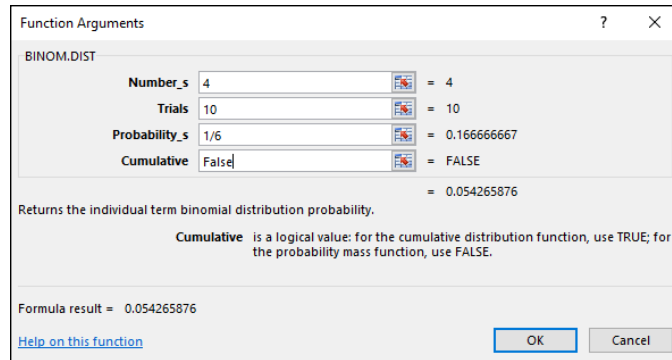 Function Arguments ? ×
BINOM.DIST
Number_s 4 = 4
Trials 10 = 10
Probability_s 1/6 = 0.166666667
Cumulative False = FALSE
= 0.054265876
Returns the individual term binomial distribution probability.
Cumulative is a logical value: for the cumulative distribution function, use TRUE; for
the probability mass function, use FALSE.
Formula result = 0.054265876
Help on this function OK Cancel